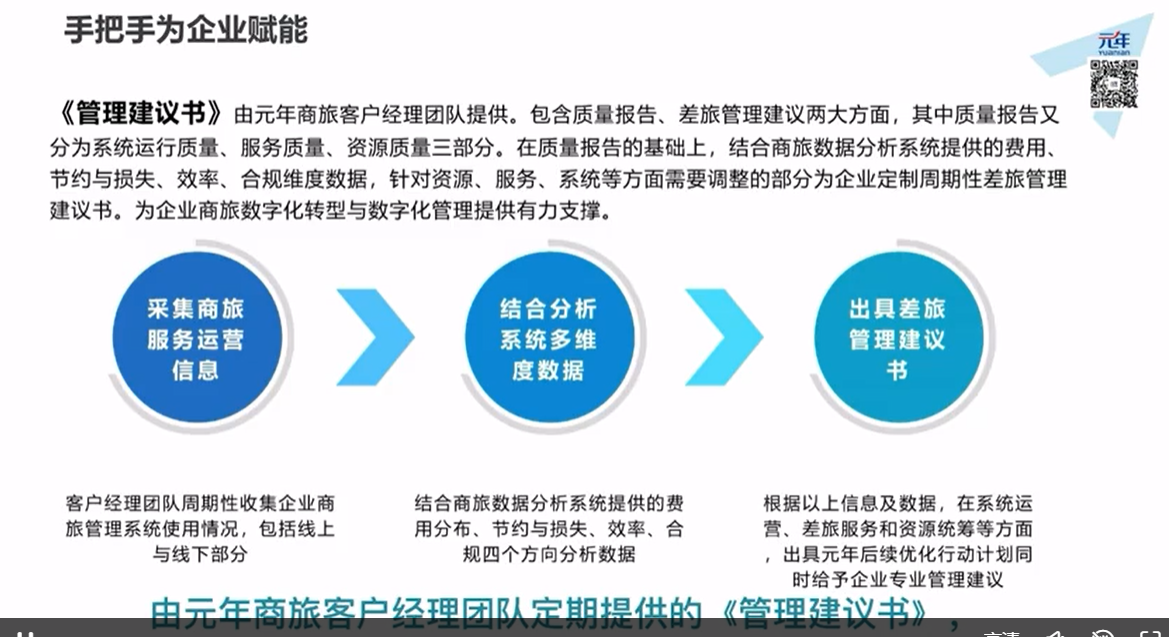 手把手为企业赋能
元年
YUANIAN
《管理建议书》由元年商旅客户经理团队提供。包含质量报告、差旅管理建议两大方面，其中质量报告又
分为系统运行质量、服务质量、资源质量三部分。在质量报告的基础上，结合商旅数据分析系统提供的费用、
节约与损失、效率、合规维度数据，针对资源、服务、系统等方面需要调整的部分为企业定制周期性差旅管理
建议书。为企业商旅数字化转型与数字化管理提供有力支撑。
采集商旅
服务运营
信息
结合分析
系统多维
度数据
出具差旅
管理建议
书
客户经理团队周期性收集企业商
旅管理系统使用情况，包括线上
与线下部分
结合商旅数据分析系统提供的费
用分布、节约与损失、效率、合
规四个方向分析数据
根据以上信息及数据，在系统运
营、差旅服务和资源统筹等方面
，出具元年后续优化行动计划同
时给予企业专业管理建议
由元年商旅客户经理团队定期提供的《管理建议书》，